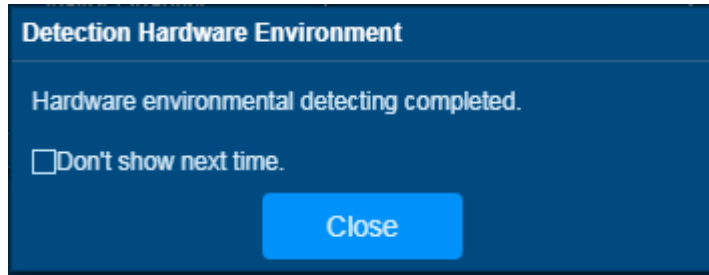 Detection Hardware Environment
Hardware environmental detecting completed.
Don't show next time.
Close